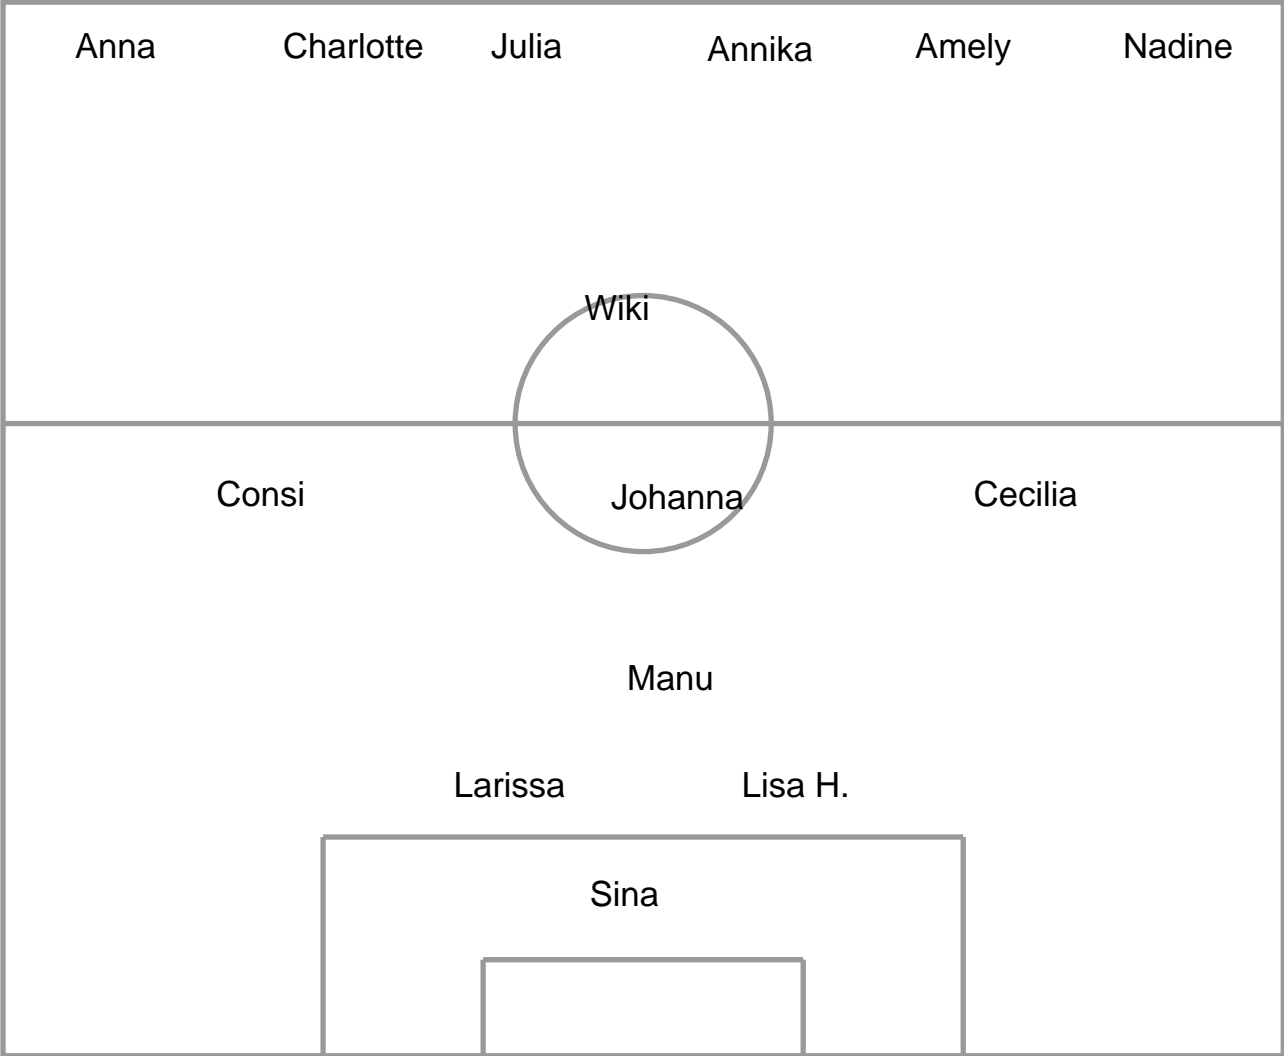 Anna Charlotte Julia Annika Amely Nadine
Wiki
Consi Johanna Cecilia
Manu
Larissa Lisa H.
Sina